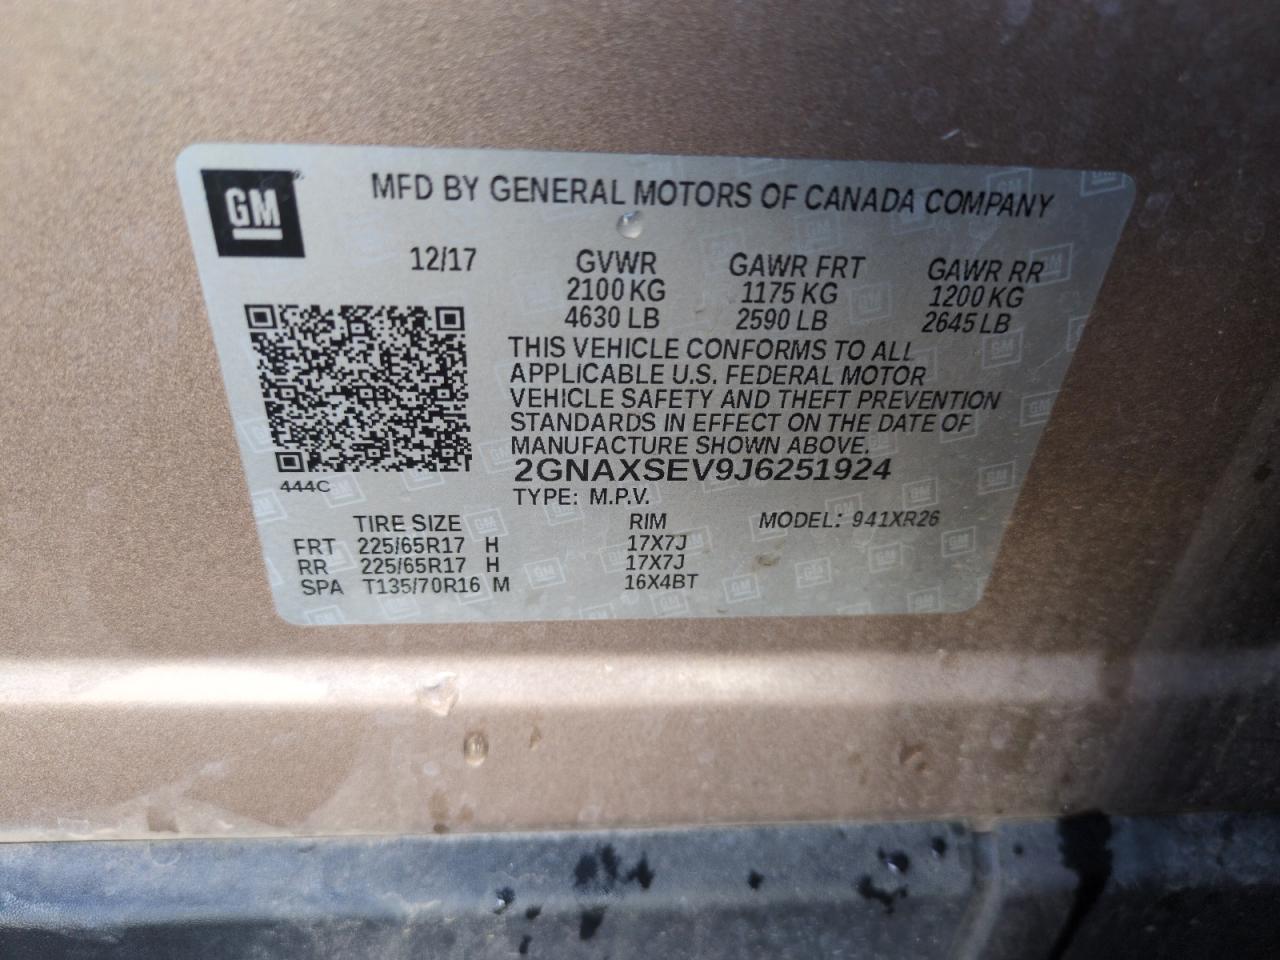 GM
MFD BY GENERAL MOTORS OF CANADA COMPANY
12/17 GVWR GAWR FRT GAWR RR
2100 KG 1175 KG 1200 KG
4630 LB 2590 LB 2645 LB
THIS VEHICLE CONFORMS TO ALL
APPLICABLE U.S. FEDERAL MOTOR
VEHICLE SAFETY AND THEFT PREVENTION
STANDARDS IN EFFECT ON THE DATE OF
MANUFACTURE SHOWN ABOVE.
2GNAXSEV9J6251924
444C
TYPE: M.P.V.
TIRE SIZE RIM MODEL: 941XR26
FRT 225/65R17 H 17X7J
RR 225/65R17 H 17X7J
SPA T135/70R16 M 16X4BT